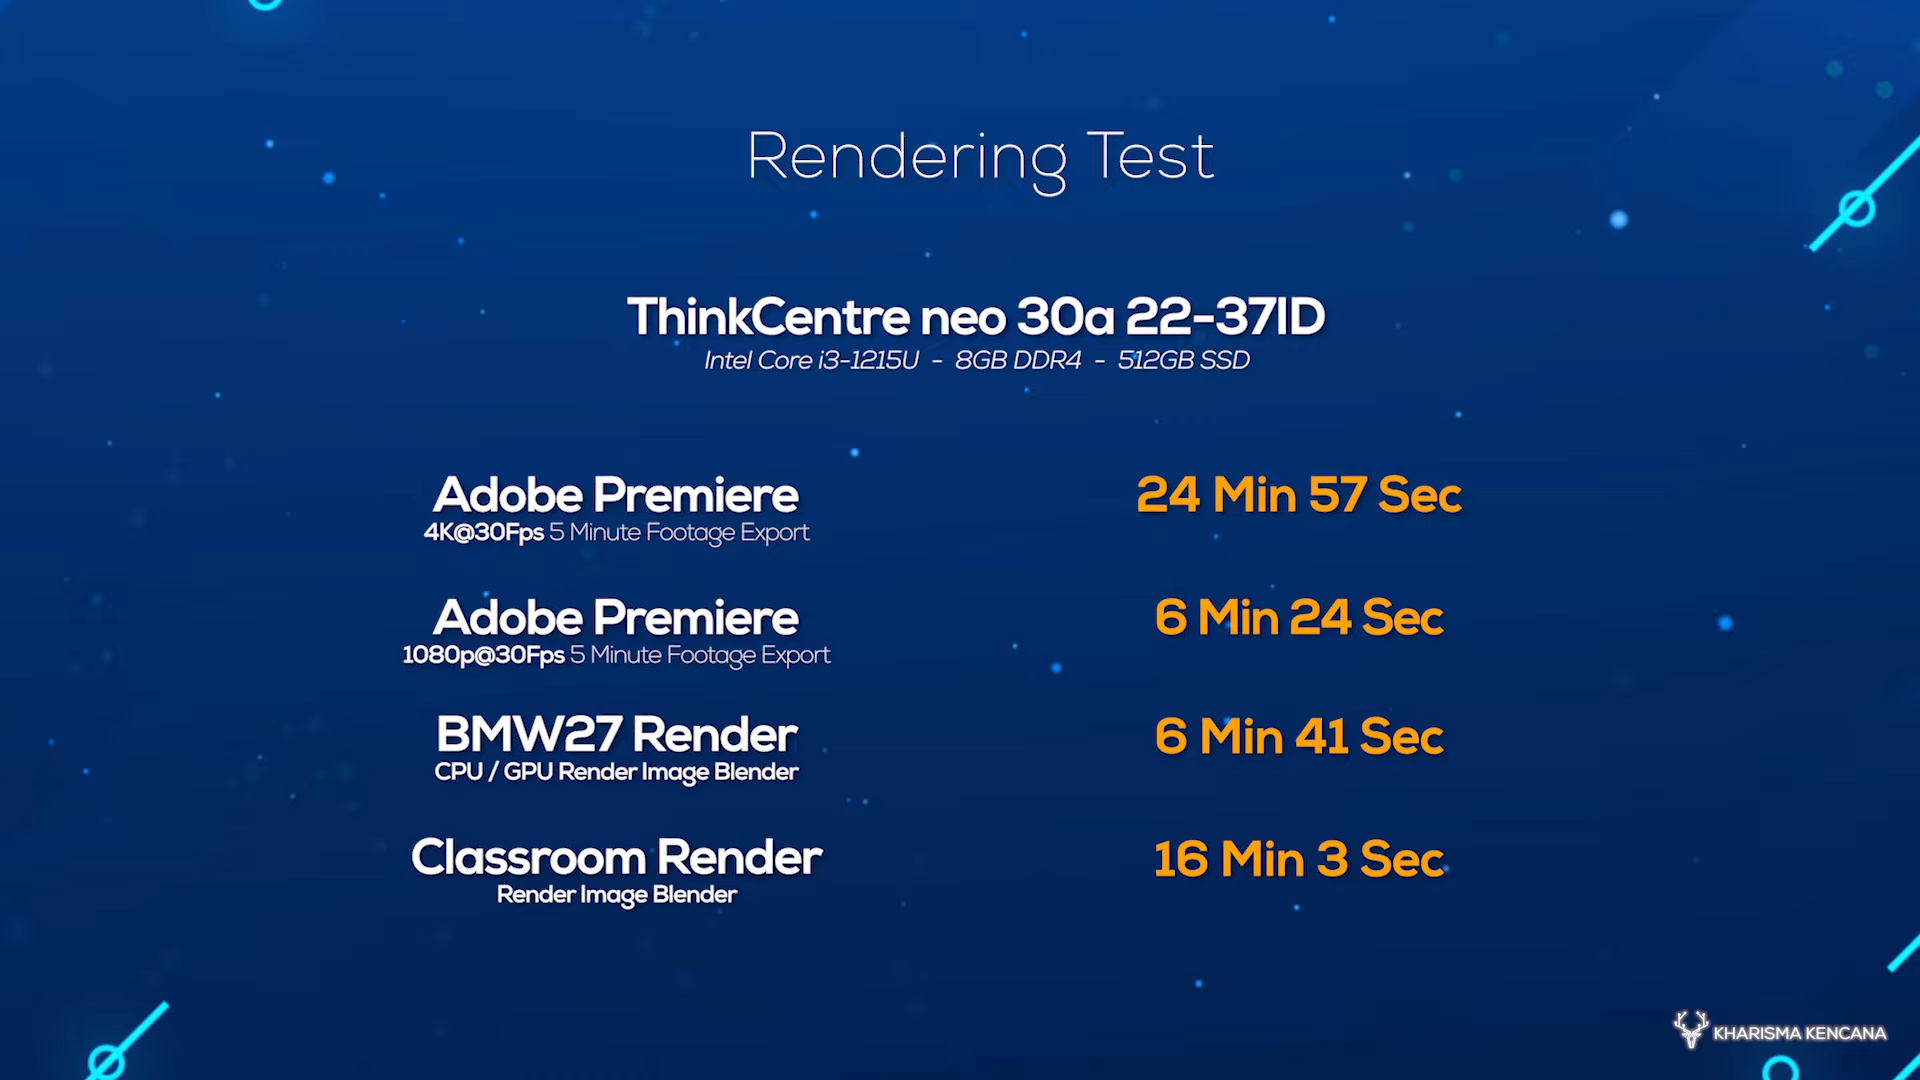 Rendering Test
ThinkCentre neo 30a 22-37ID
Intel Core i3-1215U - 8GB DDR4 - 512GB SSD
Adobe Premiere
24 Min 57 Sec
4K@30Fps 5 Minute Footage Export
Adobe Premiere
6 Min 24 Sec
1080p@30Fps 5 Minute Footage Export
BMW27 Render
6 Min 41 Sec
CPU / GPU Render Image Blender
Classroom Render
16 Min 3 Sec
Render Image Blender
KHARISMA KENCANA